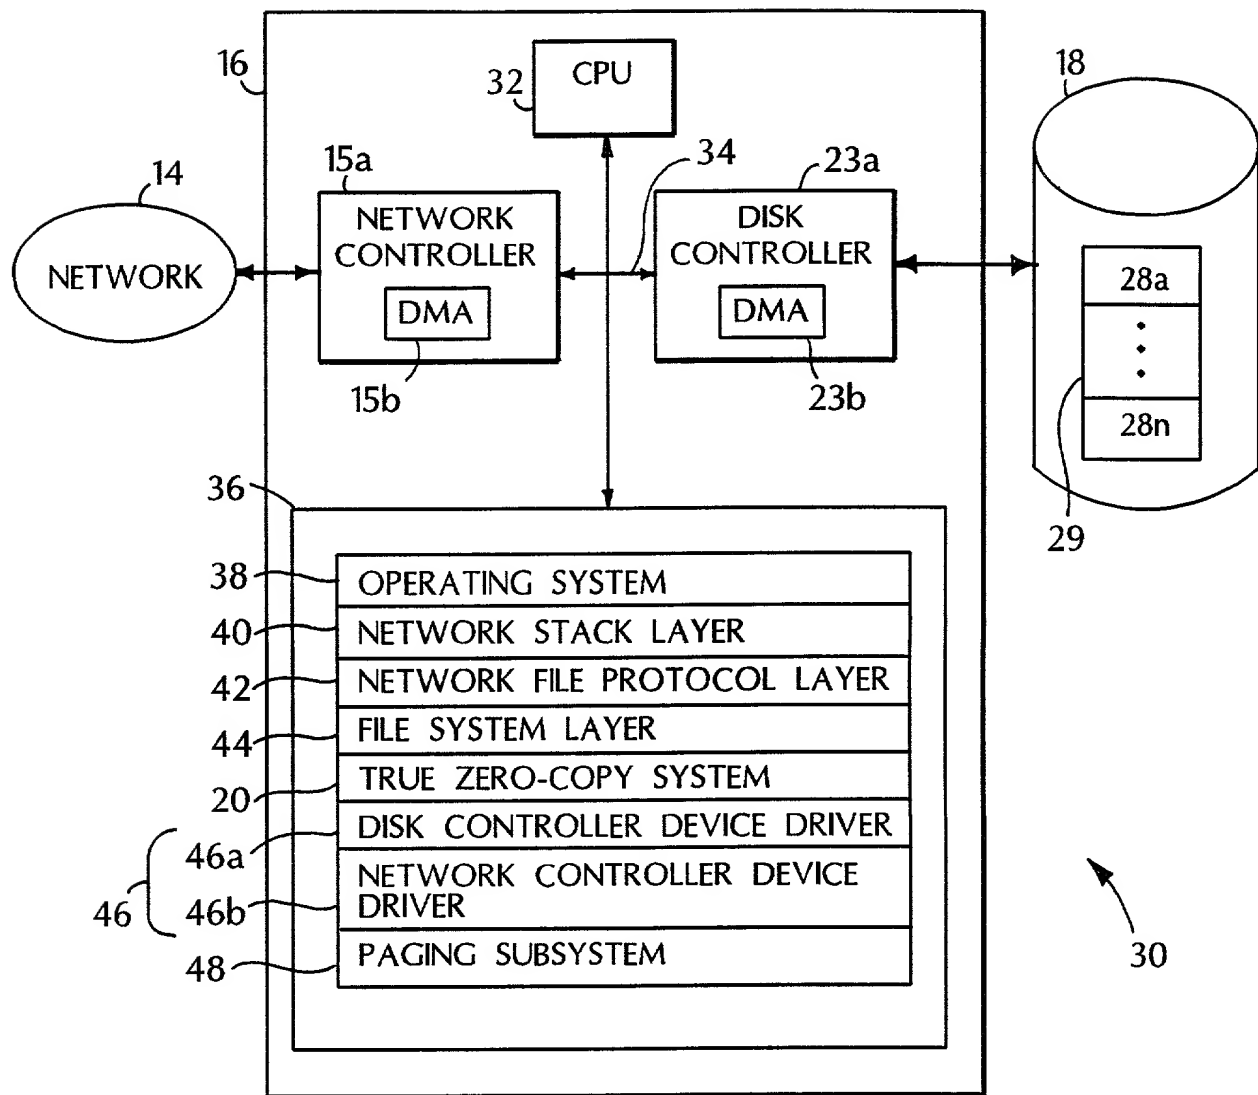 16
32
CPU
18
14
15a
34
23a
NETWORK
NETWORK
CONTROLLER
DMA
15b
DISK
CONTROLLER
DMA
23b
28a
28n
29
36
38
OPERATING SYSTEM
40
NETWORK STACK LAYER
42
NETWORK FILE PROTOCOL LAYER
44
FILE SYSTEM LAYER
20
TRUE ZERO-COPY SYSTEM
46
46a
DISK CONTROLLER DEVICE DRIVER
46b
NETWORK CONTROLLER DEVICE
DRIVER
48
PAGING SUBSYSTEM
30